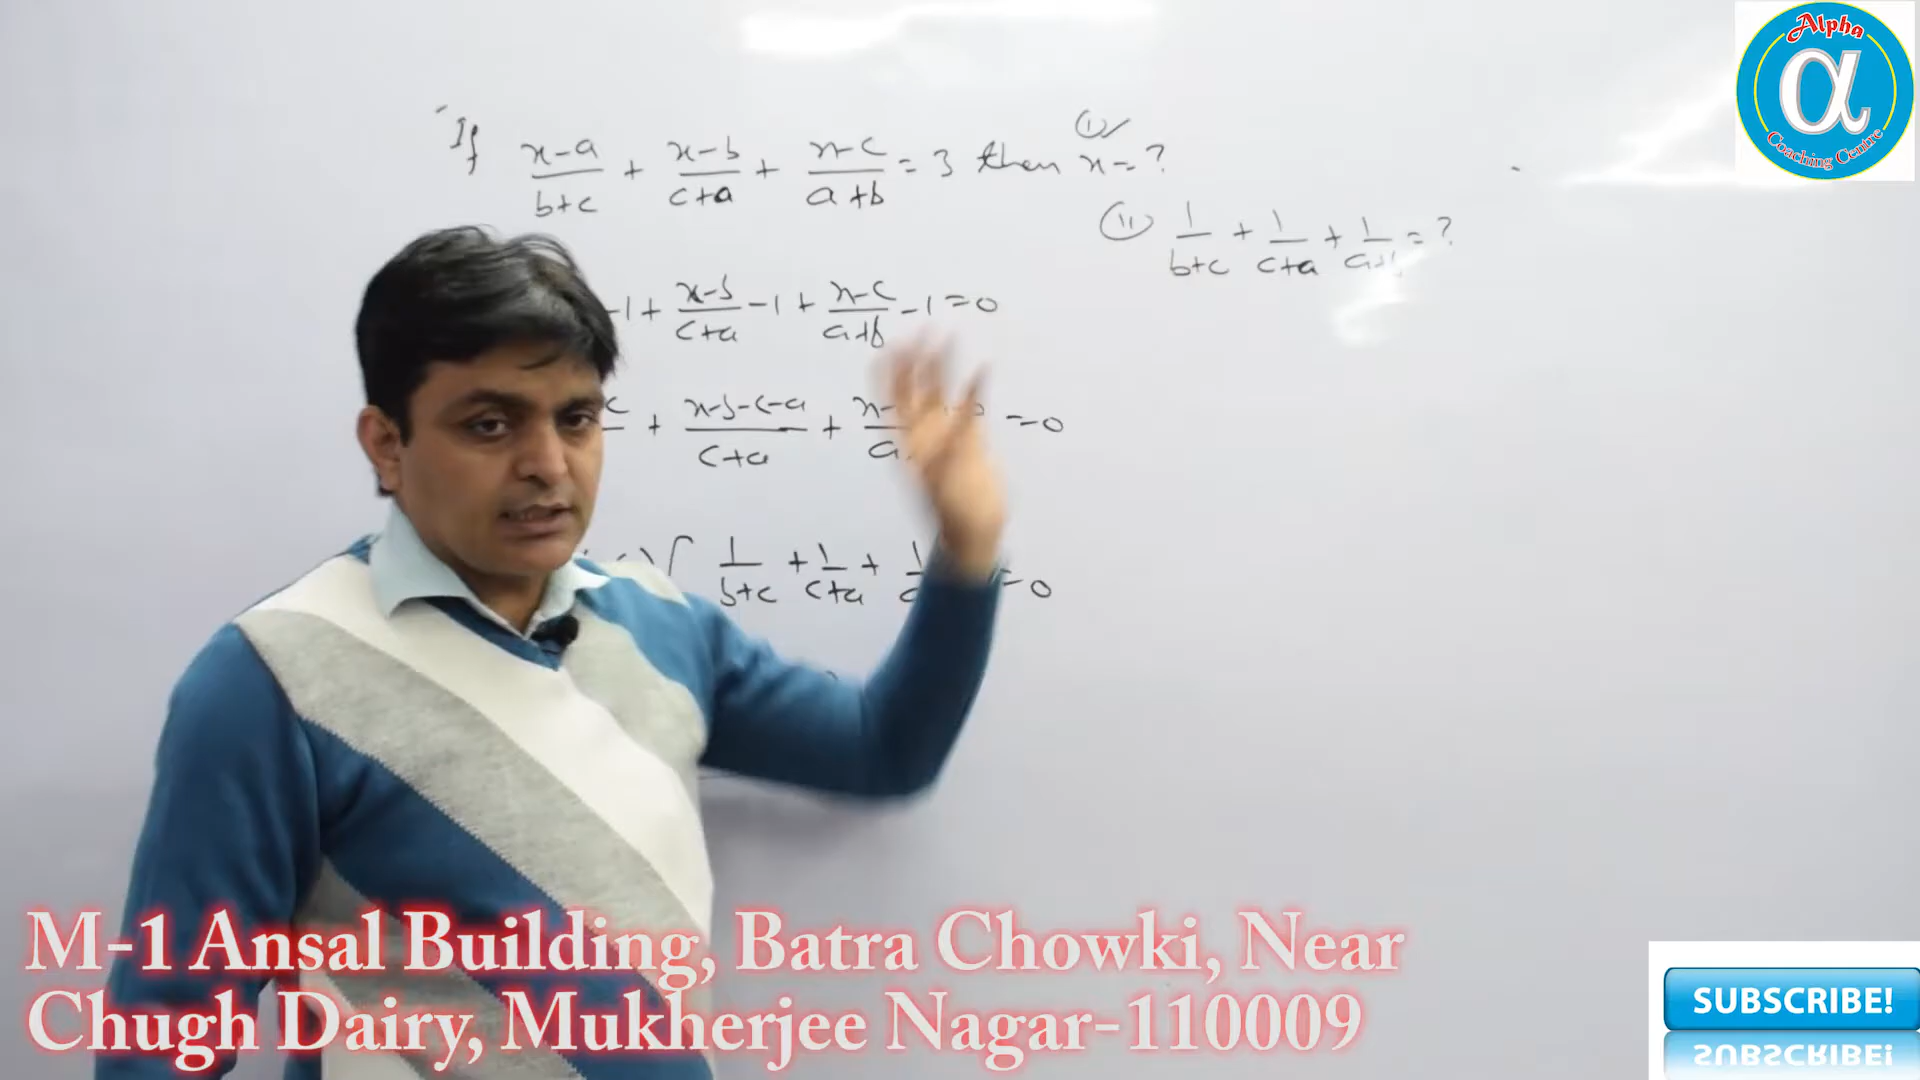 If (x-a)/(b+c) + (x-b)/(c+a) + (x-c)/(a+b) = 3 then (i)✓ x = ?
(ii) 1/(b+c) + 1/(c+a) + 1/ = ?
-1 + (x-b)/(c+a) -1 + (x-c)/(a+b) -1 = 0
+ (x-b-c-a)/(c+a) + = 0
) [ 1/(b+c) + 1/(c+a) + = 0
Alpha
α
Coaching Centre
M-1 Ansal Building, Batra Chowki, Near
Chugh Dairy, Mukherjee Nagar-110009
SUBSCRIBE!